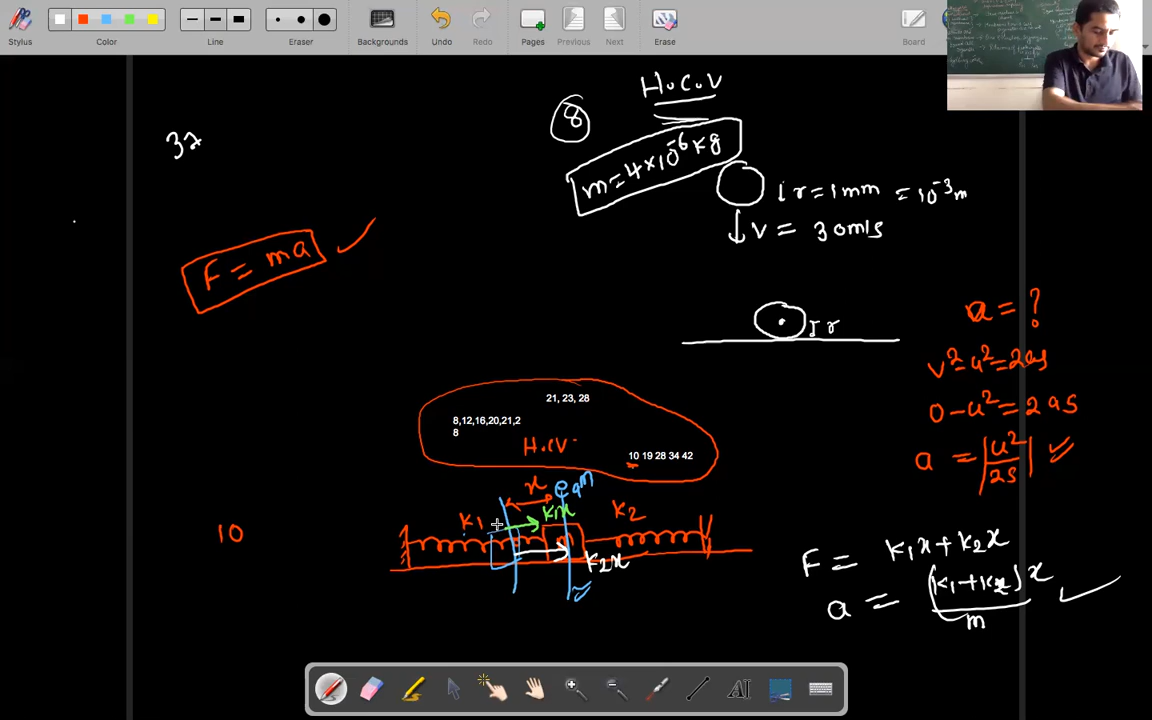 Stylus
Color
Line
Eraser
Backgrounds
Undo
Redo
Pages
Previous
Next
Erase
Board
H.C.V
8
37
m = 4×10⁻⁶ kg
r = 1mm = 10⁻³m
v = 30m/s
F = ma
r
a = ?
v²-u² = 2as
0-u² = 2as
a = |u²/2s|
21, 23, 28
8,12,16,20,21,2
8
H.CV
10 19 28 34 42
x
k₁
k₁x
k₂
k₂x
10
F = k₁x + k₂x
a = (k₁+k₂)x
m